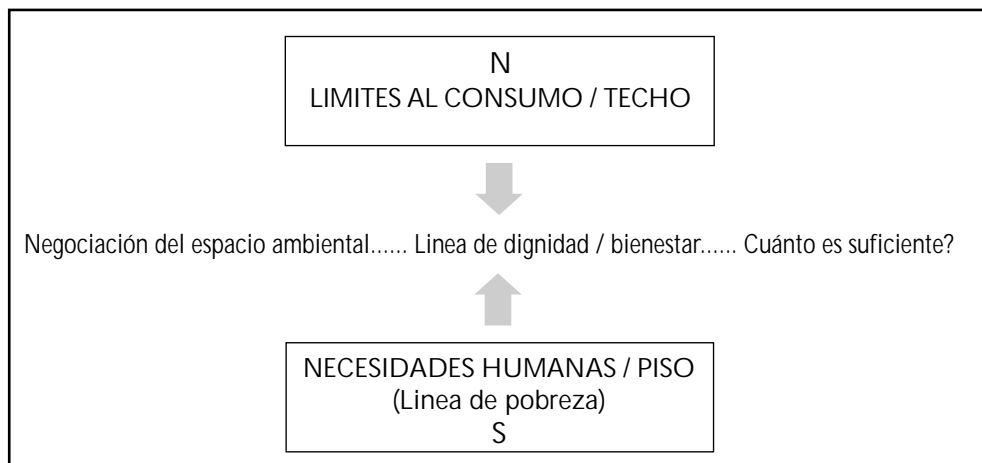 N
LIMITES AL CONSUMO / TECHO
Negociación del espacio ambiental...... Linea de dignidad / bienestar...... Cuánto es suficiente?
NECESIDADES HUMANAS / PISO
(Linea de pobreza)
S